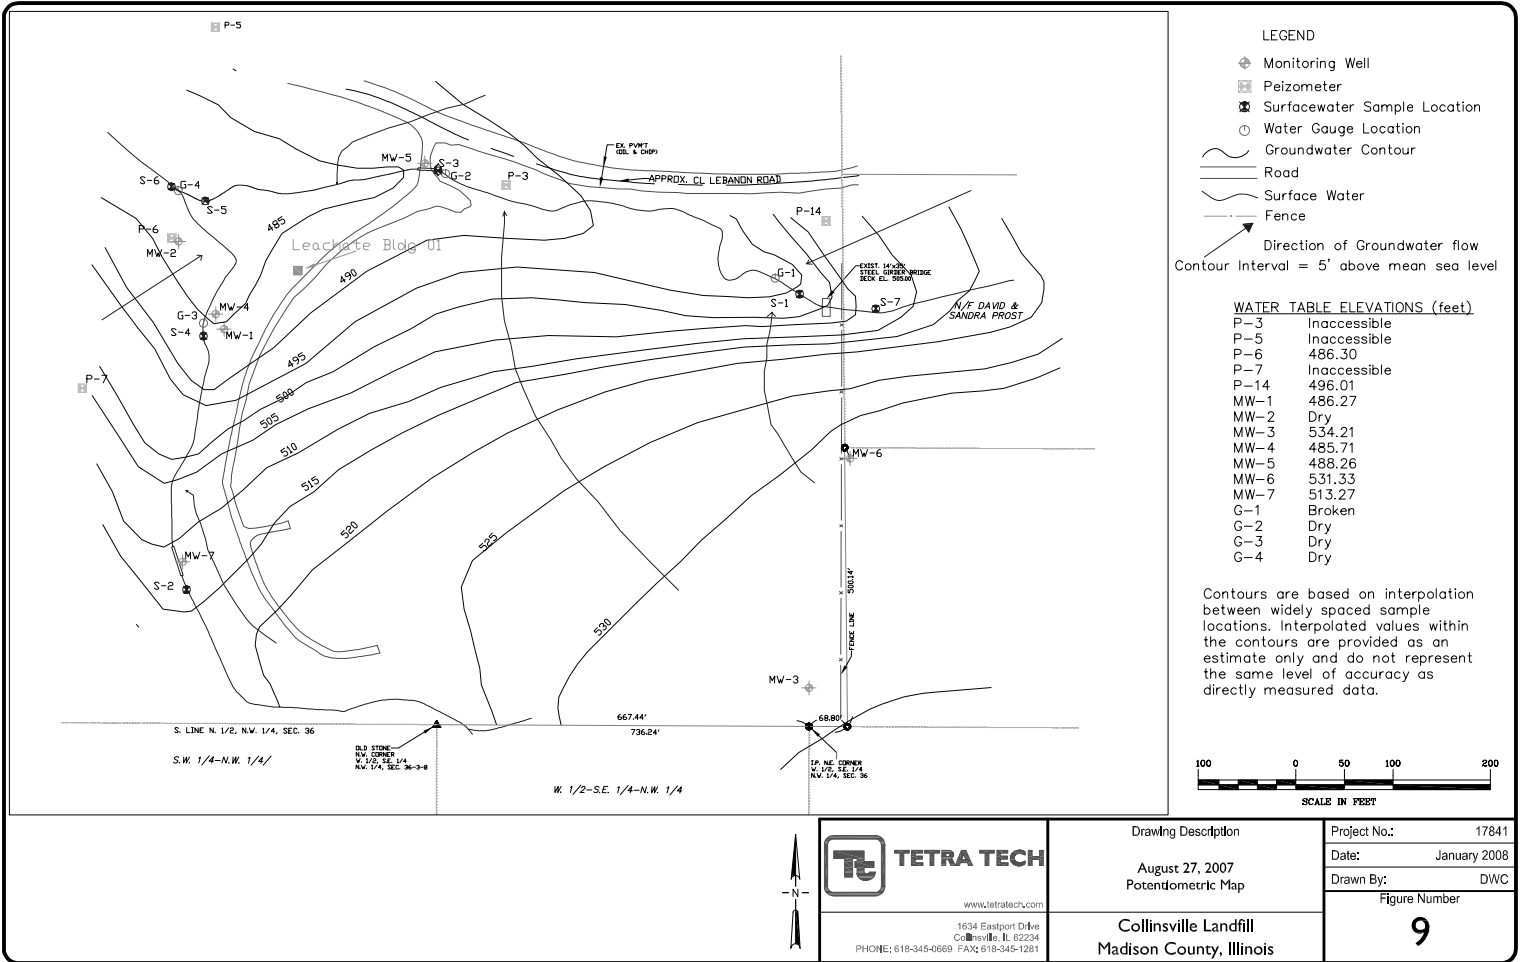 P-5
LEGEND
Monitoring Well
Peizometer
Surfacewater Sample Location
Water Gauge Location
Groundwater Contour
Road
Surface Water
Fence
Direction of Groundwater flow
Contour Interval = 5' above mean sea level
EX. PVM'T
(OIL & CHIP)
APPROX. CL LEBANON ROAD
MW-5
S-3
G-2
P-3
S-6
G-4
S-5
P-14
P-6
MW-2
485
Leachate Bldg 01
490
G-1
EXIST. 14'x35'
STEEL GIRDER BRIDGE
DECK EL. 505.00
S-1
S-7
N/F DAVID &
SANDRA PROST
MW-4
G-3
S-4
MW-1
495
P-7
500
505
510
515
520
525
530
MW-6
MW-7
S-2
500.14'
FENCE LINE
MW-3
667.44'
68.80'
736.24'
S. LINE N. 1/2, N.W. 1/4, SEC. 36
S.W. 1/4-N.W. 1/4/
OLD STONE
N.W. CORNER
W. 1/2, S.E. 1/4
N.W. 1/4, SEC. 36-3-8
I.P. N.E. CORNER
W. 1/2, S.E. 1/4
N.W. 1/4, SEC. 36
W. 1/2-S.E. 1/4-N.W. 1/4
WATER TABLE ELEVATIONS (feet)
P-3 Inaccessible
P-5 Inaccessible
P-6 486.30
P-7 Inaccessible
P-14 496.01
MW-1 486.27
MW-2 Dry
MW-3 534.21
MW-4 485.71
MW-5 488.26
MW-6 531.33
MW-7 513.27
G-1 Broken
G-2 Dry
G-3 Dry
G-4 Dry
Contours are based on interpolation
between widely spaced sample
locations. Interpolated values within
the contours are provided as an
estimate only and do not represent
the same level of accuracy as
directly measured data.
100 0 50 100 200
SCALE IN FEET
N
Tt
TETRA TECH
www.tetratech.com
1634 Eastport Drive
Collinsville, IL 62234
PHONE: 618-345-0669 FAX: 618-345-1281
Drawing Description
August 27, 2007
Potentiometric Map
Collinsville Landfill
Madison County, Illinois
Project No.: 17841
Date: January 2008
Drawn By: DWC
Figure Number
9